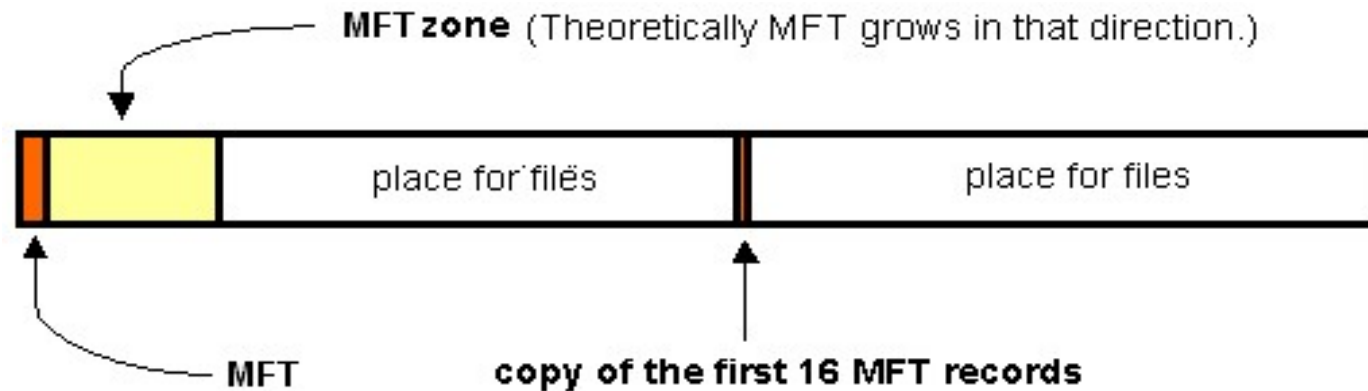 MFT zone (Theoretically MFT grows in that direction.)
place for files
place for files
MFT
copy of the first 16 MFT records